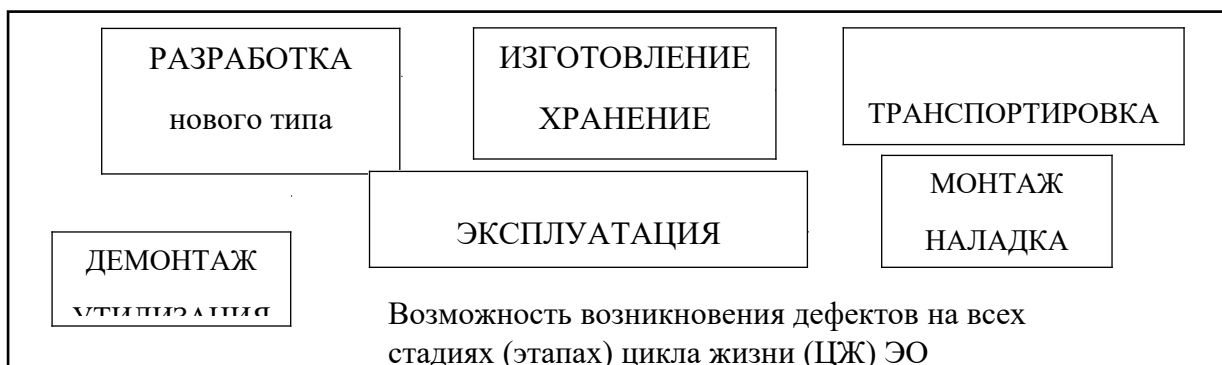 РАЗРАБОТКА
нового типа
ИЗГОТОВЛЕНИЕ
ХРАНЕНИЕ
ТРАНСПОРТИРОВКА
МОНТАЖ
НАЛАДКА
ЭКСПЛУАТАЦИЯ
ДЕМОНТАЖ
УТИЛИЗАЦИЯ
Возможность возникновения дефектов на всех
стадиях (этапах) цикла жизни (ЦЖ) ЭО